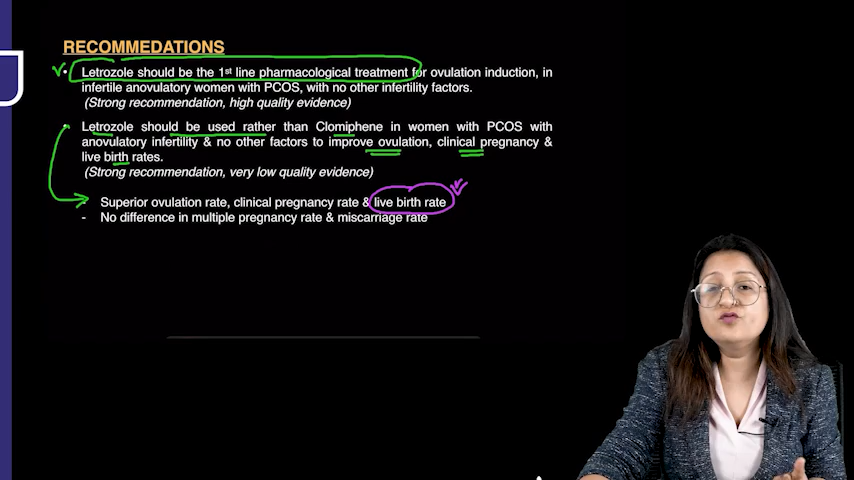 RECOMMEDATIONS
• Letrozole should be the 1st line pharmacological treatment for ovulation induction, in
infertile anovulatory women with PCOS, with no other infertility factors.
(Strong recommendation, high quality evidence)
• Letrozole should be used rather than Clomiphene in women with PCOS with
anovulatory infertility & no other factors to improve ovulation, clinical pregnancy &
live birth rates.
(Strong recommendation, very low quality evidence)
- Superior ovulation rate, clinical pregnancy rate & live birth rate
- No difference in multiple pregnancy rate & miscarriage rate